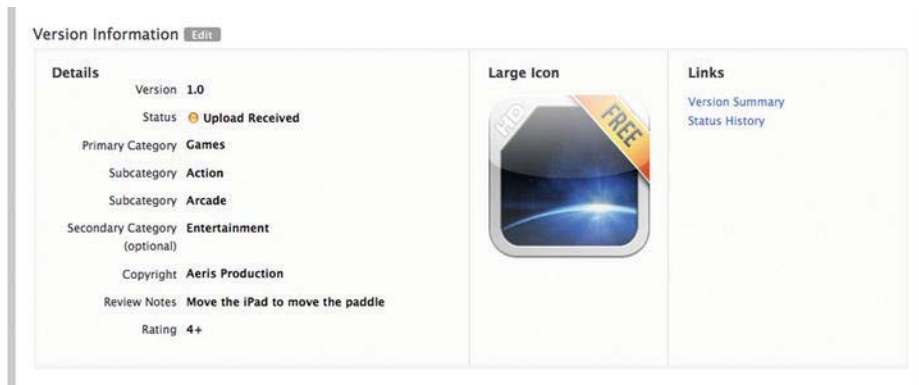 Version Information Edit
Details
Version 1.0
Status Upload Received
Primary Category Games
Subcategory Action
Subcategory Arcade
Secondary Category Entertainment
(optional)
Copyright Aeris Production
Review Notes Move the iPad to move the paddle
Rating 4+
Large Icon
HD
FREE
Links
Version Summary
Status History